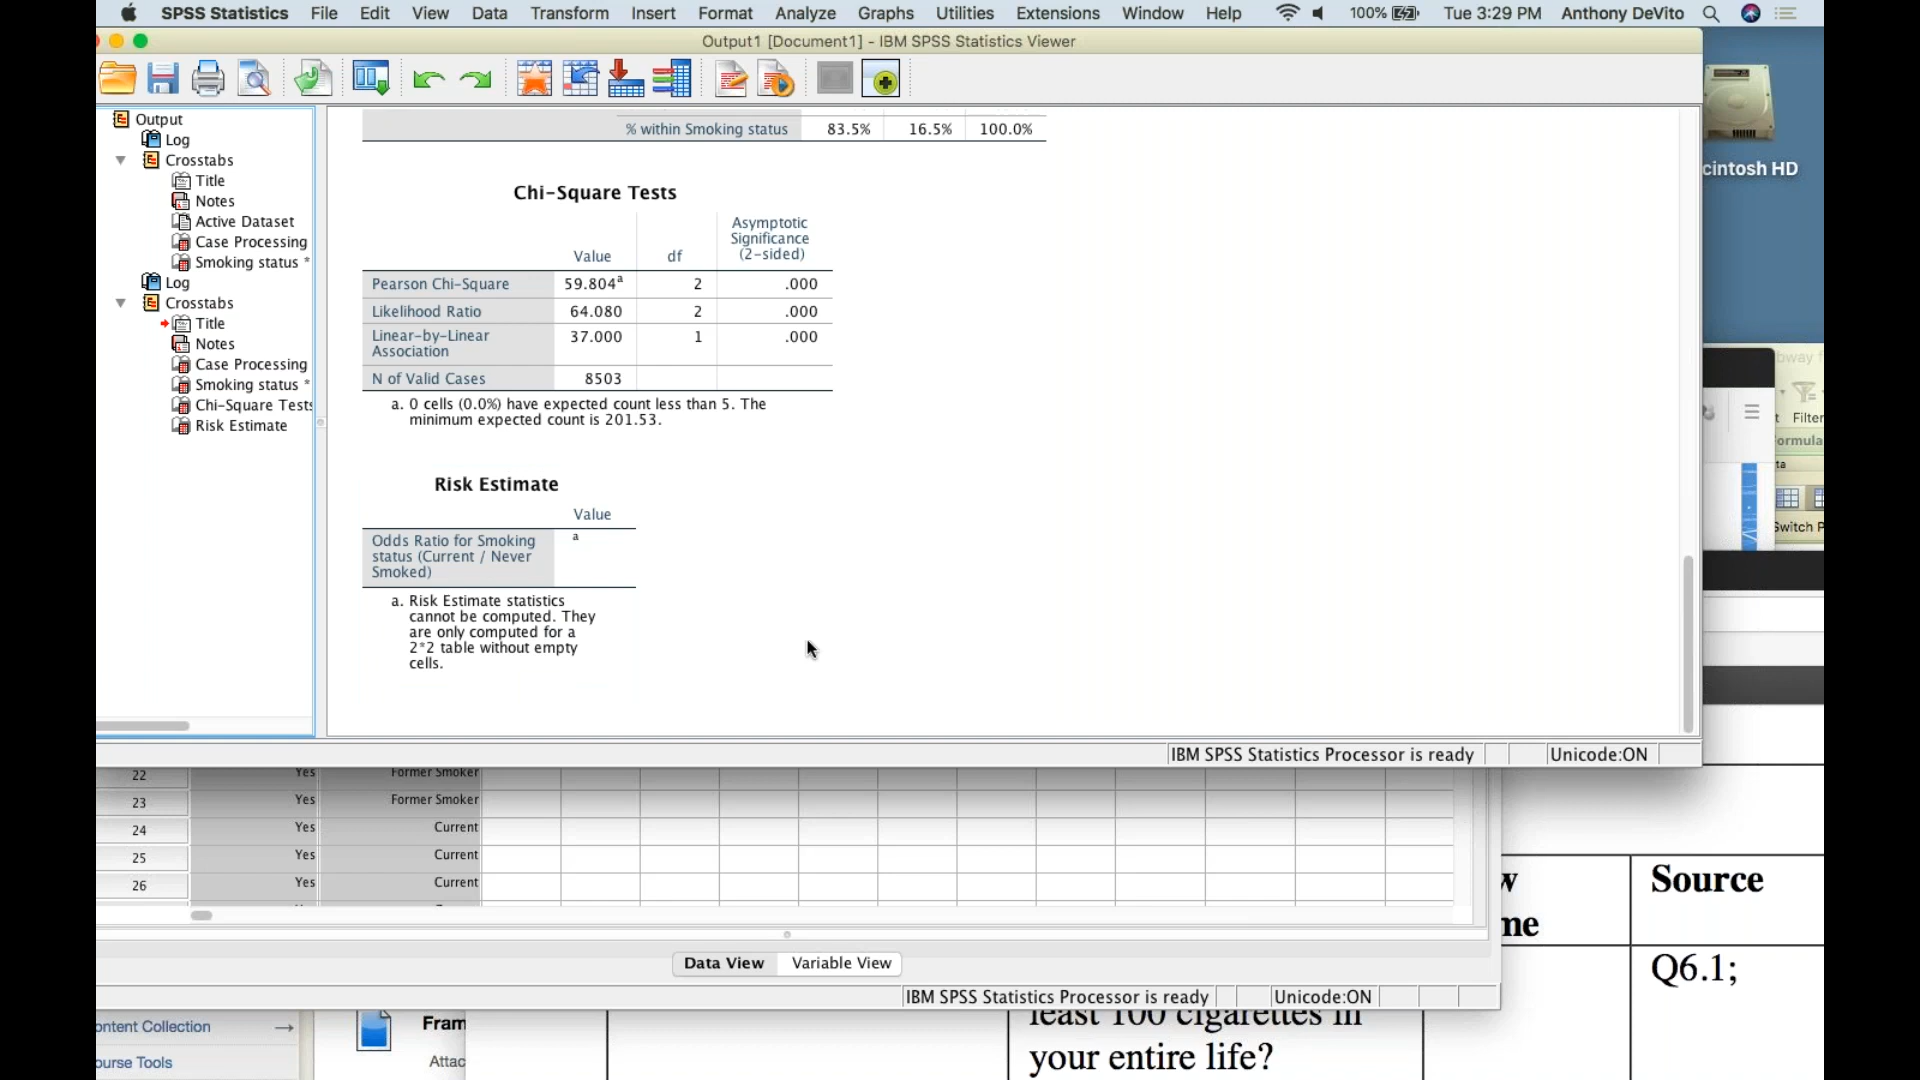 SPSS Statistics File Edit View Data Transform Insert Format Analyze Graphs Utilities Extensions Window Help 100% Tue 3:29 PM Anthony DeVito
Output1 [Document1] - IBM SPSS Statistics Viewer
Output
Log
Crosstabs
Title
Notes
Active Dataset
Case Processing
Smoking status *
Log
Crosstabs
Title
Notes
Case Processing
Smoking status *
Chi-Square Tests
Risk Estimate
% within Smoking status 83.5% 16.5% 100.0%
Chi-Square Tests
Value df Asymptotic Significance (2-sided)
Pearson Chi-Square 59.804a 2 .000
Likelihood Ratio 64.080 2 .000
Linear-by-Linear Association 37.000 1 .000
N of Valid Cases 8503
a. 0 cells (0.0%) have expected count less than 5. The
minimum expected count is 201.53.
Risk Estimate
Value
Odds Ratio for Smoking a
status (Current / Never
Smoked)
a. Risk Estimate statistics
cannot be computed. They
are only computed for a
2*2 table without empty
cells.
IBM SPSS Statistics Processor is ready Unicode:ON
cintosh HD
bway f
t Filter
ormula
ta
Switch P
22 Yes Former Smoker
23 Yes Former Smoker
24 Yes Current
25 Yes Current
26 Yes Current
Data View Variable View
IBM SPSS Statistics Processor is ready Unicode:ON
w Source
me
Q6.1;
ontent Collection →
ourse Tools
Fram
Attac
least 100 cigarettes in
your entire life?